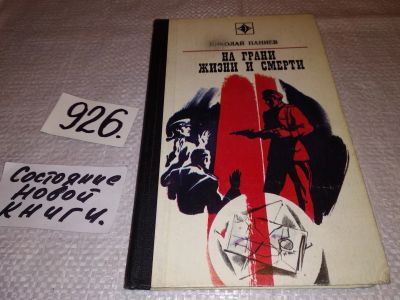 НИКОЛАЙ ПАНИЕВ
НА ГРАНИ
ЖИЗНИ И СМЕРТИ
926.
Состояние
новой
книги.